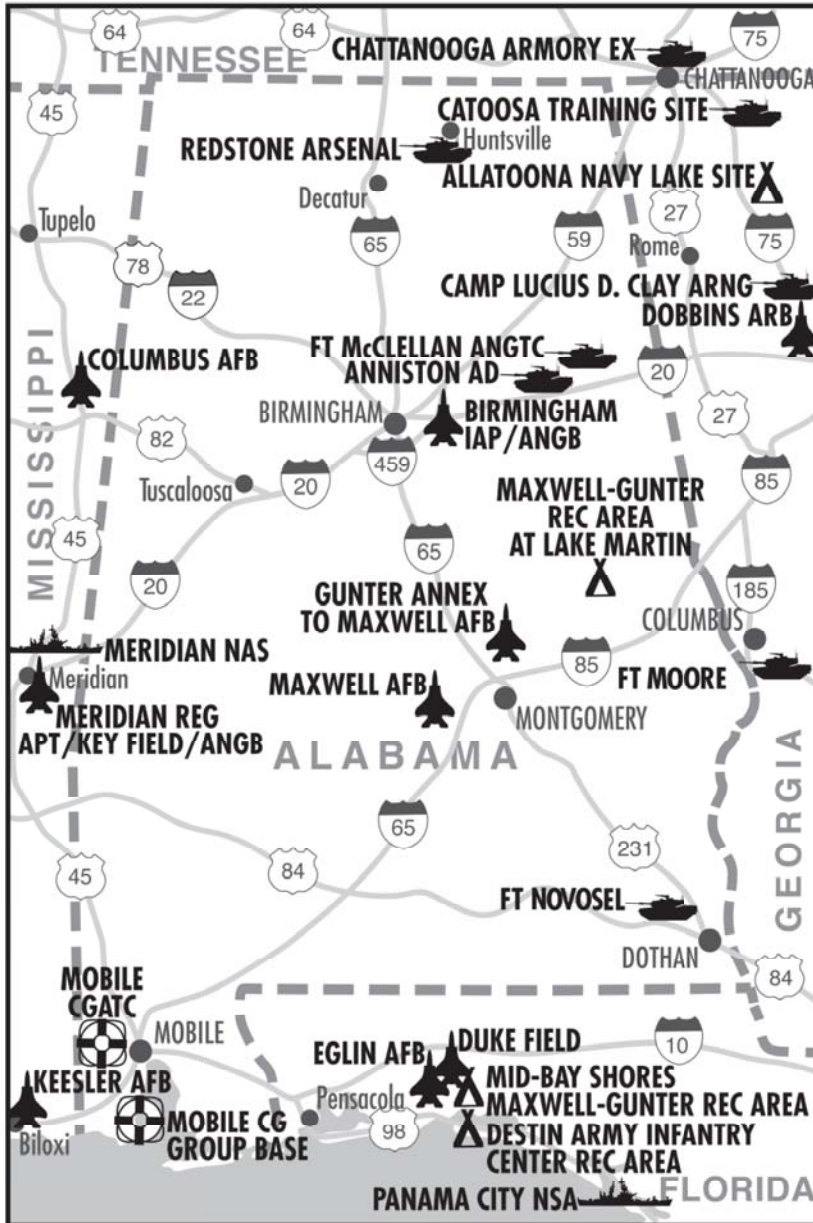 64
64
TENNESSEE
CHATTANOOGA ARMORY EX
75
CHATTANOOGA
45
CATOOSA TRAINING SITE
Huntsville
REDSTONE ARSENAL
ALLATOONA NAVY LAKE SITE
Decatur
27
Tupelo
65
59
75
Rome
78
22
CAMP LUCIUS D. CLAY ARNG
DOBBINS ARB
FT McCLELLAN ANGTC
ANNISTON AD
20
COLUMBUS AFB
MISSISSIPPI
BIRMINGHAM
BIRMINGHAM
IAP/ANGB
27
82
459
Tuscaloosa
20
85
MAXWELL-GUNTER
REC AREA
AT LAKE MARTIN
45
65
20
185
GUNTER ANNEX
TO MAXWELL AFB
COLUMBUS
MERIDIAN NAS
85
Meridian
MAXWELL AFB
FT MOORE
MERIDIAN REG
APT/KEY FIELD/ANGB
MONTGOMERY
ALABAMA
GEORGIA
65
231
45
84
FT NOVOSEL
DOTHAN
84
MOBILE
CGATC
MOBILE
10
DUKE FIELD
EGLIN AFB
KEESLER AFB
MID-BAY SHORES
MAXWELL-GUNTER REC AREA
Pensacola
Biloxi
MOBILE CG
GROUP BASE
98
DESTIN ARMY INFANTRY
CENTER REC AREA
PANAMA CITY NSA
FLORIDA